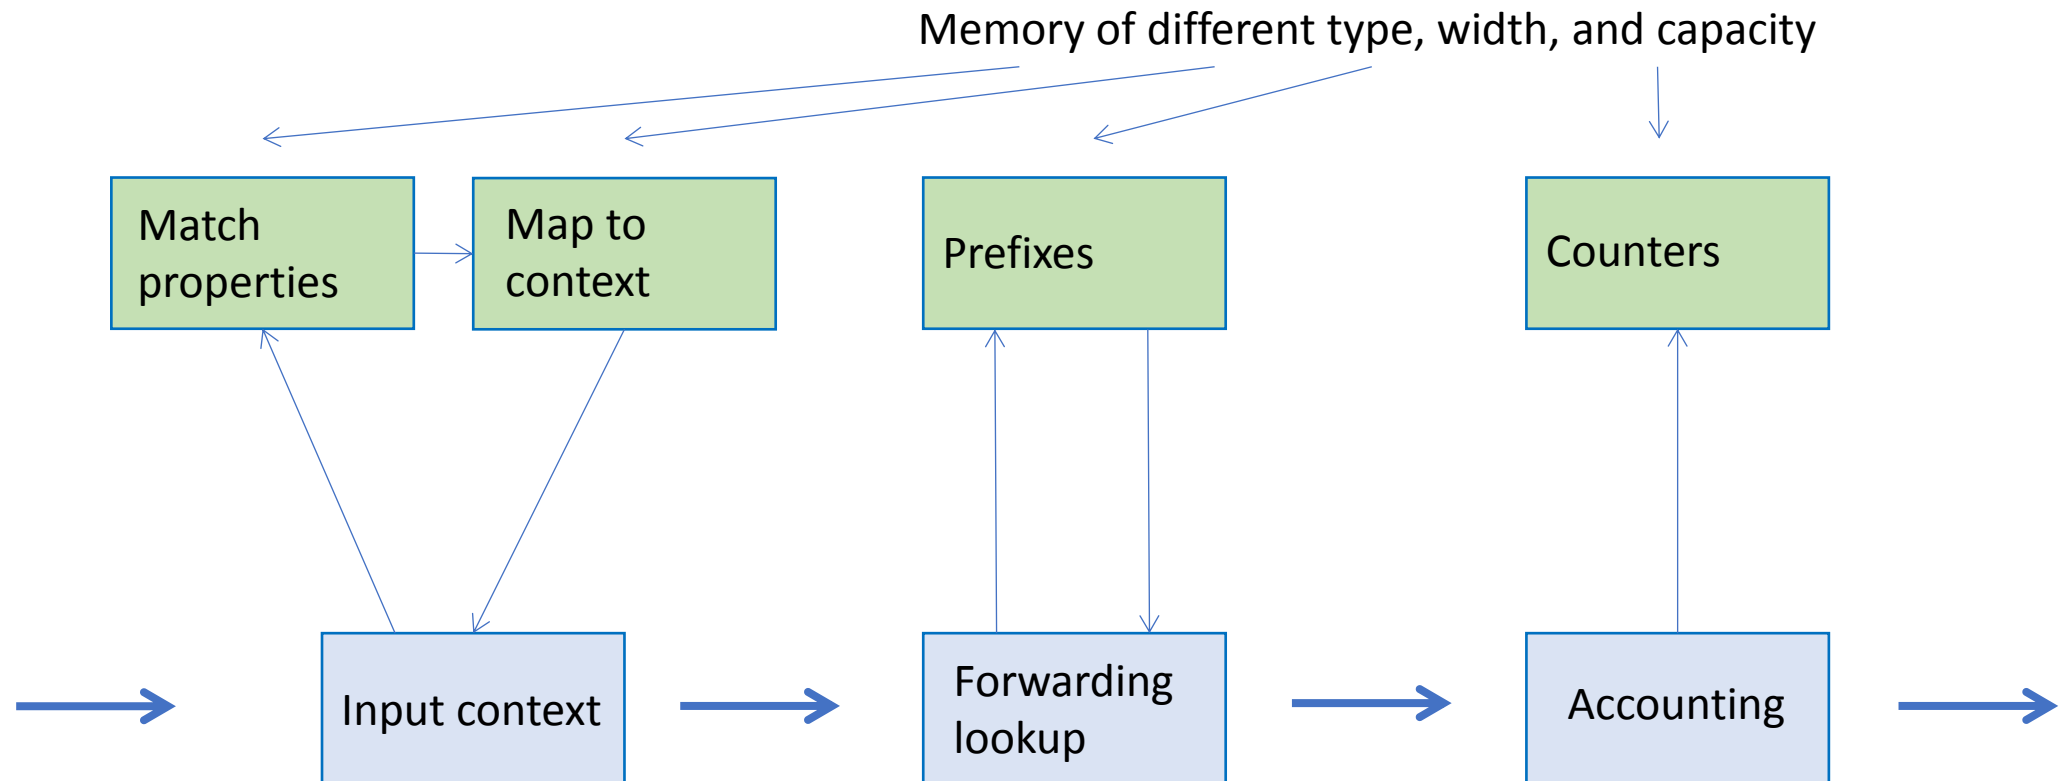 Memory of different type, width, and capacity
Match
properties
Map to
context
Prefixes
Counters
Input context
Forwarding
lookup
Accounting